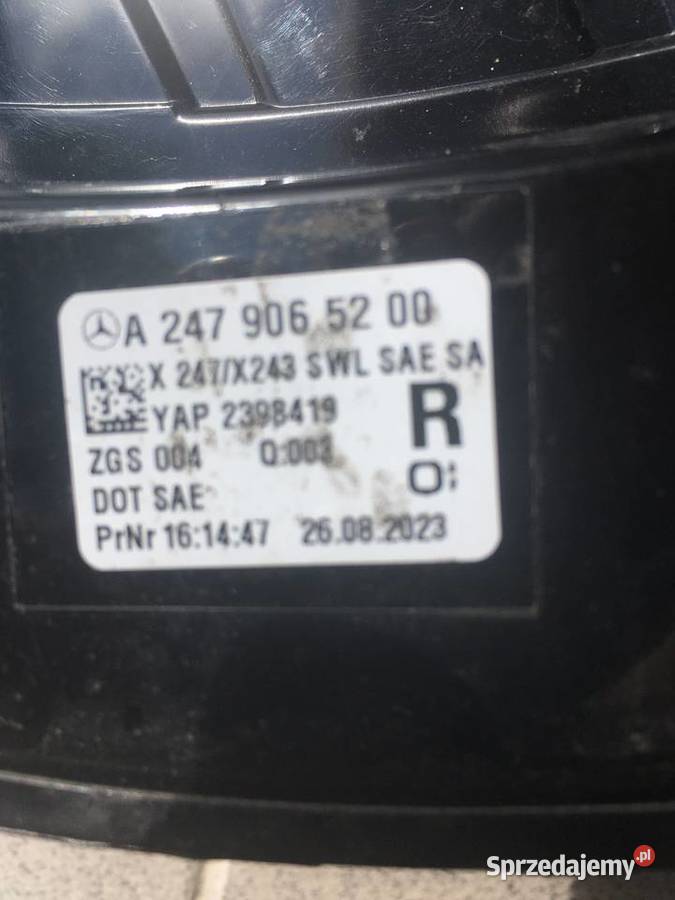 A 247 906 52 00
X 247/X243 SWL SAE SA
YAP 2398419
R
ZGS 004 Q:003
DOT SAE
PrNr 16:14:47 26.08.2023
Sprzedajemy.pl